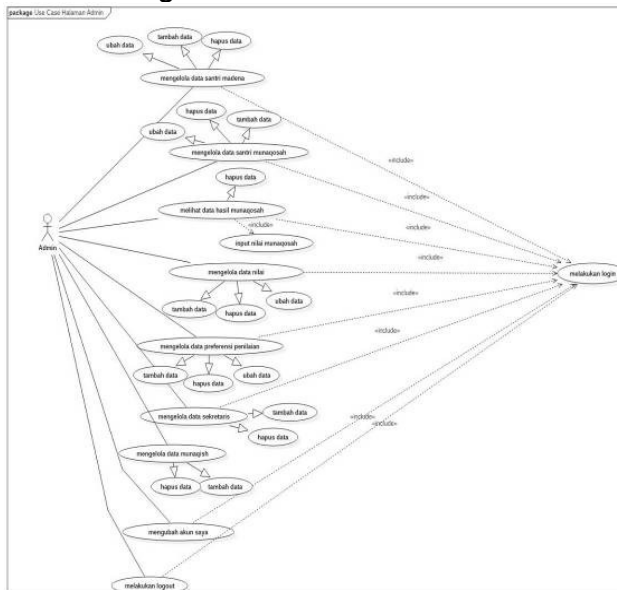 package Use Case Halaman Admin
tambah data
ubah data
hapus data
mengelola data santri madena
hapus data
tambah data
ubah data
mengelola data santri munaqosah
«include»
hapus data
«include»
melihat data hasil munaqosah
«include»
«include»
Admin
input nilai munaqosah
«include»
mengelola data nilai
melakukan login
ubah data
tambah data
hapus data
«include»
mengelola data preferensi penilaian
«include»
tambah data
hapus data
ubah data
mengelola data sekretaris
tambah data
«include»
«include»
hapus data
mengelola data munaqish
hapus data
tambah data
mengubah akun saya
melakukan logout